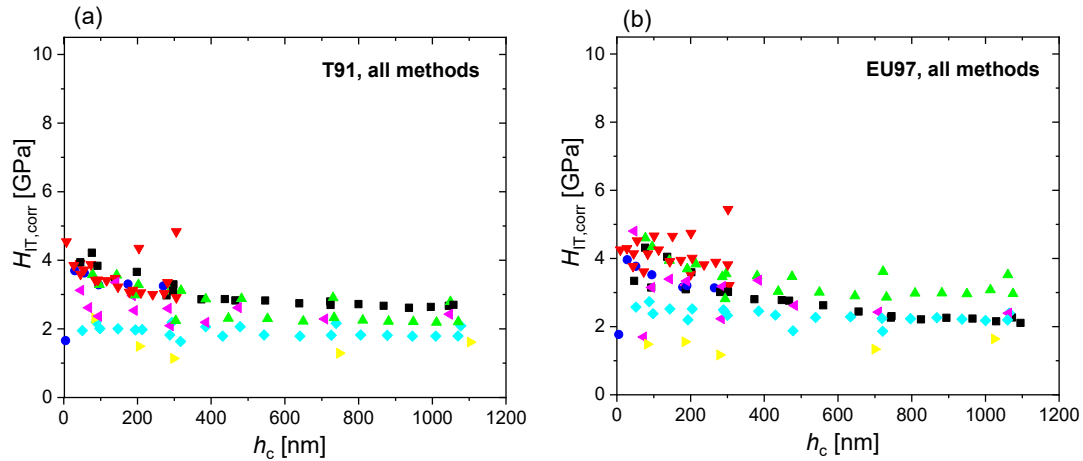 (a)
T91, all methods
10
8
6
4
2
0
H_IT,corr [GPa]
0 200 400 600 800 1000 1200
h_c [nm]
(b)
EU97, all methods
10
8
6
4
2
0
H_IT,corr [GPa]
0 200 400 600 800 1000 1200
h_c [nm]